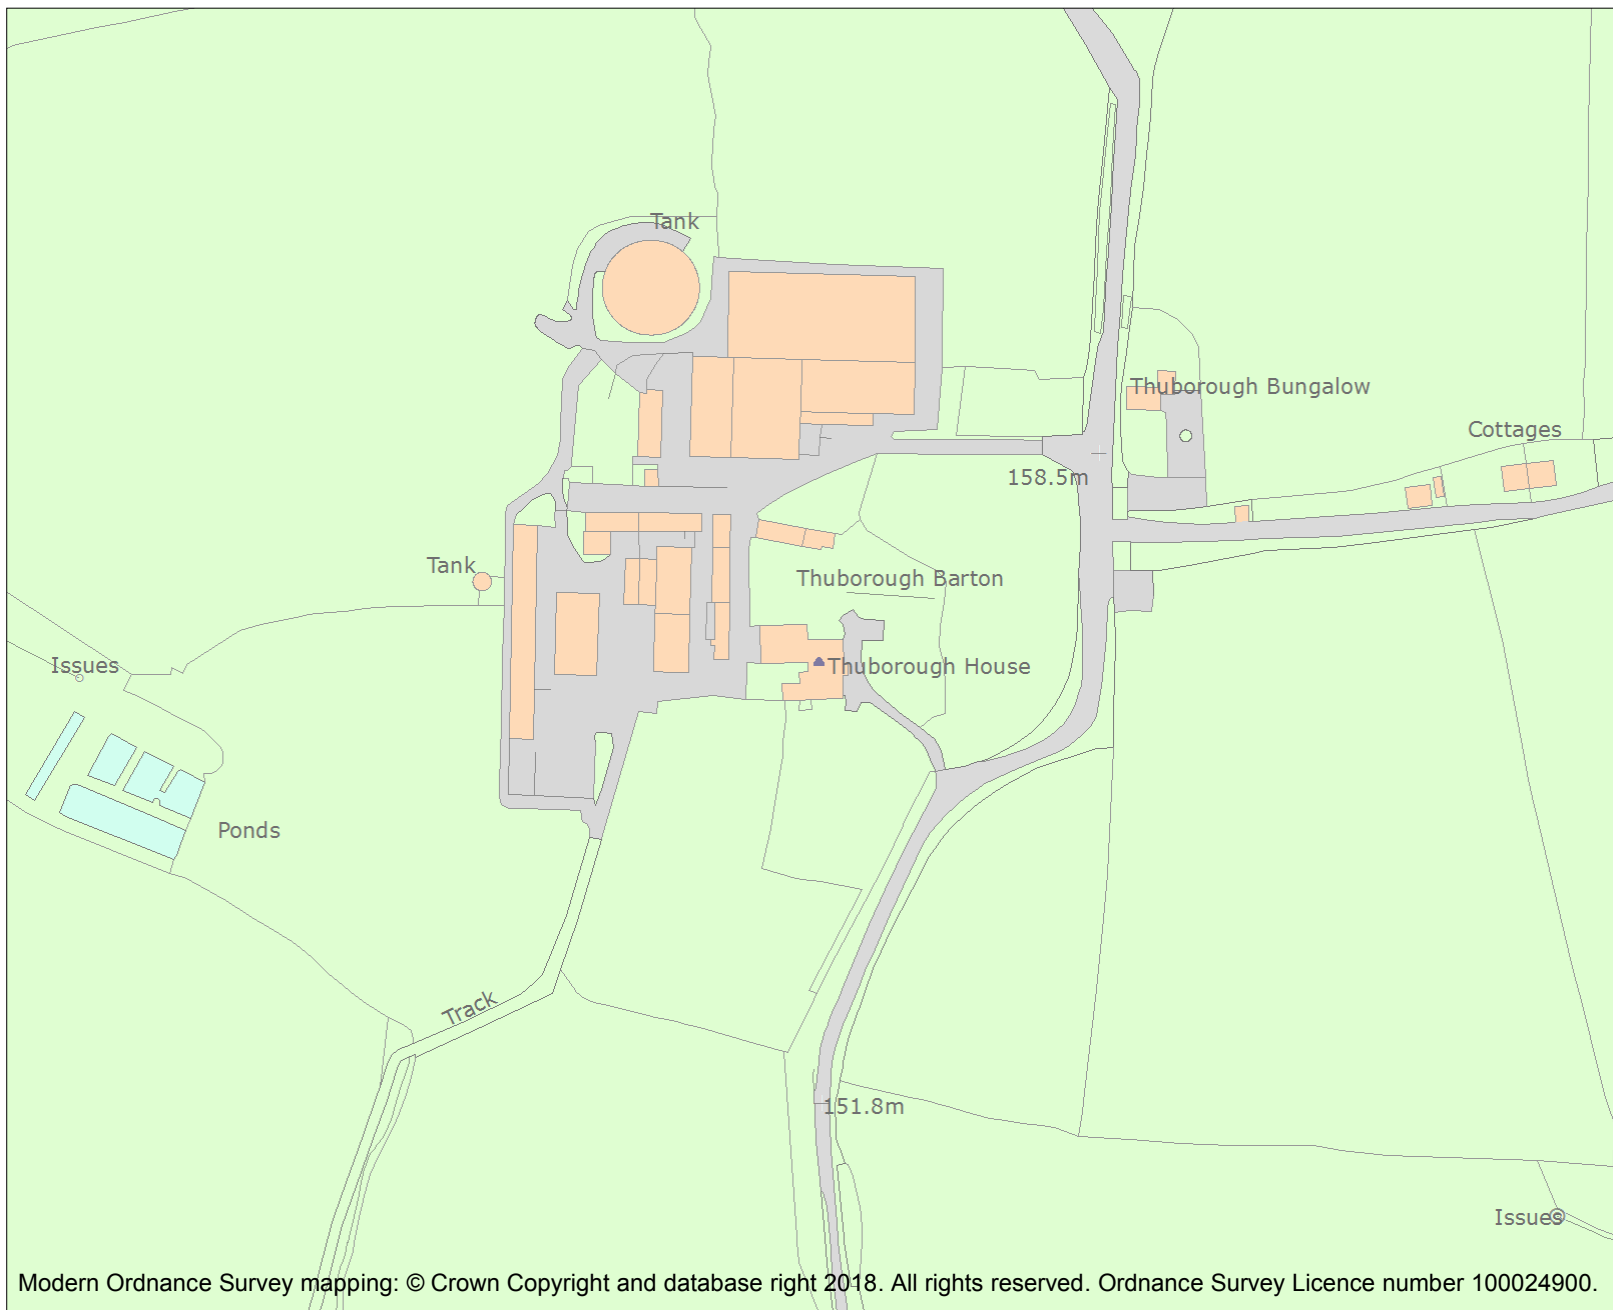 Tank
Thuborough Bungalow
Cottages
158.5m
Tank
Thuborough Barton
Issues
Thuborough House
Ponds
Track
151.8m
Issues
Modern Ordnance Survey mapping: © Crown Copyright and database right 2018. All rights reserved. Ordnance Survey Licence number 100024900.